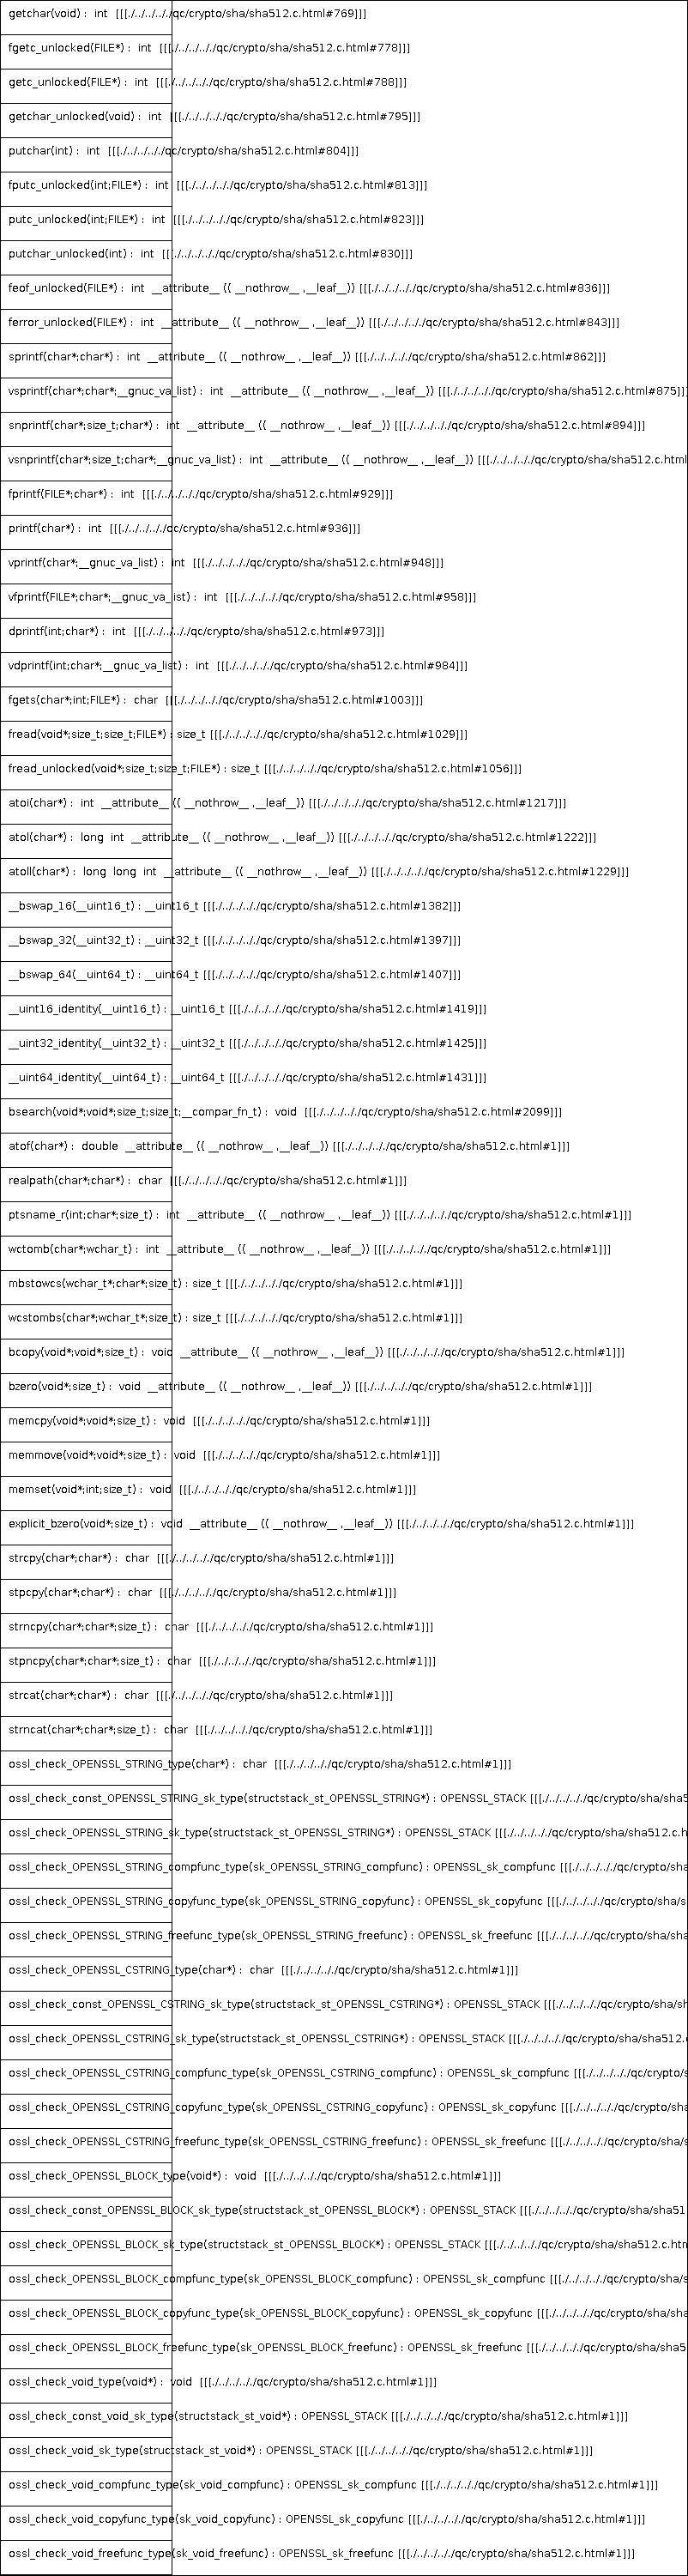 getchar(void) : int [[[./../../../qc/crypto/sha/sha512.c.html#769]]]
fgetc_unlocked(FILE*) : int [[[./../../../qc/crypto/sha/sha512.c.html#778]]]
getc_unlocked(FILE*) : int [[[./../../../qc/crypto/sha/sha512.c.html#788]]]
getchar_unlocked(void) : int [[[./../../../qc/crypto/sha/sha512.c.html#795]]]
putchar(int) : int [[[./../../../qc/crypto/sha/sha512.c.html#804]]]
fputc_unlocked(int;FILE*) : int [[[./../../../qc/crypto/sha/sha512.c.html#813]]]
putc_unlocked(int;FILE*) : int [[[./../../../qc/crypto/sha/sha512.c.html#823]]]
putchar_unlocked(int) : int [[[./../../../qc/crypto/sha/sha512.c.html#830]]]
feof_unlocked(FILE*) : int __attribute__ (( __nothrow__ ,__leaf__)) [[[./../../../qc/crypto/sha/sha512.c.html#836]]]
ferror_unlocked(FILE*) : int __attribute__ (( __nothrow__ ,__leaf__)) [[[./../../../qc/crypto/sha/sha512.c.html#843]]]
sprintf(char*;char*) : int __attribute__ (( __nothrow__ ,__leaf__)) [[[./../../../qc/crypto/sha/sha512.c.html#862]]]
vsprintf(char*;char*;__gnuc_va_list) : int __attribute__ (( __nothrow__ ,__leaf__)) [[[./../../../qc/crypto/sha/sha512.c.html#875]]]
snprintf(char*;size_t;char*) : int __attribute__ (( __nothrow__ ,__leaf__)) [[[./../../../qc/crypto/sha/sha512.c.html#894]]]
vsnprintf(char*;size_t;char*;__gnuc_va_list) : int __attribute__ (( __nothrow__ ,__leaf__)) [[[./../../../qc/crypto/sha/sha512.c.html
fprintf(FILE*;char*) : int [[[./../../../qc/crypto/sha/sha512.c.html#929]]]
printf(char*) : int [[[./../../../qc/crypto/sha/sha512.c.html#936]]]
vprintf(char*;__gnuc_va_list) : int [[[./../../../qc/crypto/sha/sha512.c.html#948]]]
vfprintf(FILE*;char*;__gnuc_va_list) : int [[[./../../../qc/crypto/sha/sha512.c.html#958]]]
dprintf(int;char*) : int [[[./../../../qc/crypto/sha/sha512.c.html#973]]]
vdprintf(int;char*;__gnuc_va_list) : int [[[./../../../qc/crypto/sha/sha512.c.html#984]]]
fgets(char*;int;FILE*) : char [[[./../../../qc/crypto/sha/sha512.c.html#1003]]]
fread(void*;size_t;size_t;FILE*) : size_t [[[./../../../qc/crypto/sha/sha512.c.html#1029]]]
fread_unlocked(void*;size_t;size_t;FILE*) : size_t [[[./../../../qc/crypto/sha/sha512.c.html#1056]]]
atoi(char*) : int __attribute__ (( __nothrow__ ,__leaf__)) [[[./../../../qc/crypto/sha/sha512.c.html#1217]]]
atol(char*) : long int __attribute__ (( __nothrow__ ,__leaf__)) [[[./../../../qc/crypto/sha/sha512.c.html#1222]]]
atoll(char*) : long long int __attribute__ (( __nothrow__ ,__leaf__)) [[[./../../../qc/crypto/sha/sha512.c.html#1229]]]
__bswap_16(__uint16_t) : __uint16_t [[[./../../../qc/crypto/sha/sha512.c.html#1382]]]
__bswap_32(__uint32_t) : __uint32_t [[[./../../../qc/crypto/sha/sha512.c.html#1397]]]
__bswap_64(__uint64_t) : __uint64_t [[[./../../../qc/crypto/sha/sha512.c.html#1407]]]
__uint16_identity(__uint16_t) : __uint16_t [[[./../../../qc/crypto/sha/sha512.c.html#1419]]]
__uint32_identity(__uint32_t) : __uint32_t [[[./../../../qc/crypto/sha/sha512.c.html#1425]]]
__uint64_identity(__uint64_t) : __uint64_t [[[./../../../qc/crypto/sha/sha512.c.html#1431]]]
bsearch(void*;void*;size_t;size_t;__compar_fn_t) : void [[[./../../../qc/crypto/sha/sha512.c.html#2099]]]
atof(char*) : double __attribute__ (( __nothrow__ ,__leaf__)) [[[./../../../qc/crypto/sha/sha512.c.html#1]]]
realpath(char*;char*) : char [[[./../../../qc/crypto/sha/sha512.c.html#1]]]
ptsname_r(int;char*;size_t) : int __attribute__ (( __nothrow__ ,__leaf__)) [[[./../../../qc/crypto/sha/sha512.c.html#1]]]
wctomb(char*;wchar_t) : int __attribute__ (( __nothrow__ ,__leaf__)) [[[./../../../qc/crypto/sha/sha512.c.html#1]]]
mbstowcs(wchar_t*;char*;size_t) : size_t [[[./../../../qc/crypto/sha/sha512.c.html#1]]]
wcstombs(char*;wchar_t*;size_t) : size_t [[[./../../../qc/crypto/sha/sha512.c.html#1]]]
bcopy(void*;void*;size_t) : void __attribute__ (( __nothrow__ ,__leaf__)) [[[./../../../qc/crypto/sha/sha512.c.html#1]]]
bzero(void*;size_t) : void __attribute__ (( __nothrow__ ,__leaf__)) [[[./../../../qc/crypto/sha/sha512.c.html#1]]]
memcpy(void*;void*;size_t) : void [[[./../../../qc/crypto/sha/sha512.c.html#1]]]
memmove(void*;void*;size_t) : void [[[./../../../qc/crypto/sha/sha512.c.html#1]]]
memset(void*;int;size_t) : void [[[./../../../qc/crypto/sha/sha512.c.html#1]]]
explicit_bzero(void*;size_t) : void __attribute__ (( __nothrow__ ,__leaf__)) [[[./../../../qc/crypto/sha/sha512.c.html#1]]]
strcpy(char*;char*) : char [[[./../../../qc/crypto/sha/sha512.c.html#1]]]
stpcpy(char*;char*) : char [[[./../../../qc/crypto/sha/sha512.c.html#1]]]
strncpy(char*;char*;size_t) : char [[[./../../../qc/crypto/sha/sha512.c.html#1]]]
stpncpy(char*;char*;size_t) : char [[[./../../../qc/crypto/sha/sha512.c.html#1]]]
strcat(char*;char*) : char [[[./../../../qc/crypto/sha/sha512.c.html#1]]]
strncat(char*;char*;size_t) : char [[[./../../../qc/crypto/sha/sha512.c.html#1]]]
ossl_check_OPENSSL_STRING_type(char*) : char [[[./../../../qc/crypto/sha/sha512.c.html#1]]]
ossl_check_const_OPENSSL_STRING_sk_type(structstack_st_OPENSSL_STRING*) : OPENSSL_STACK [[[./../../../qc/crypto/sha/sha5
ossl_check_OPENSSL_STRING_sk_type(structstack_st_OPENSSL_STRING*) : OPENSSL_STACK [[[./../../../qc/crypto/sha/sha512.c.h
ossl_check_OPENSSL_STRING_compfunc_type(sk_OPENSSL_STRING_compfunc) : OPENSSL_sk_compfunc [[[./../../../qc/crypto/sha
ossl_check_OPENSSL_STRING_copyfunc_type(sk_OPENSSL_STRING_copyfunc) : OPENSSL_sk_copyfunc [[[./../../../qc/crypto/sha/s
ossl_check_OPENSSL_STRING_freefunc_type(sk_OPENSSL_STRING_freefunc) : OPENSSL_sk_freefunc [[[./../../../qc/crypto/sha/sha
ossl_check_OPENSSL_CSTRING_type(char*) : char [[[./../../../qc/crypto/sha/sha512.c.html#1]]]
ossl_check_const_OPENSSL_CSTRING_sk_type(structstack_st_OPENSSL_CSTRING*) : OPENSSL_STACK [[[./../../../qc/crypto/sha/sh
ossl_check_OPENSSL_CSTRING_sk_type(structstack_st_OPENSSL_CSTRING*) : OPENSSL_STACK [[[./../../../qc/crypto/sha/sha512.
ossl_check_OPENSSL_CSTRING_compfunc_type(sk_OPENSSL_CSTRING_compfunc) : OPENSSL_sk_compfunc [[[./../../../qc/crypto/s
ossl_check_OPENSSL_CSTRING_copyfunc_type(sk_OPENSSL_CSTRING_copyfunc) : OPENSSL_sk_copyfunc [[[./../../../qc/crypto/sha
ossl_check_OPENSSL_CSTRING_freefunc_type(sk_OPENSSL_CSTRING_freefunc) : OPENSSL_sk_freefunc [[[./../../../qc/crypto/sha/s
ossl_check_OPENSSL_BLOCK_type(void*) : void [[[./../../../qc/crypto/sha/sha512.c.html#1]]]
ossl_check_const_OPENSSL_BLOCK_sk_type(structstack_st_OPENSSL_BLOCK*) : OPENSSL_STACK [[[./../../../qc/crypto/sha/sha51
ossl_check_OPENSSL_BLOCK_sk_type(structstack_st_OPENSSL_BLOCK*) : OPENSSL_STACK [[[./../../../qc/crypto/sha/sha512.c.htm
ossl_check_OPENSSL_BLOCK_compfunc_type(sk_OPENSSL_BLOCK_compfunc) : OPENSSL_sk_compfunc [[[./../../../qc/crypto/sha/s
ossl_check_OPENSSL_BLOCK_copyfunc_type(sk_OPENSSL_BLOCK_copyfunc) : OPENSSL_sk_copyfunc [[[./../../../qc/crypto/sha/sha
ossl_check_OPENSSL_BLOCK_freefunc_type(sk_OPENSSL_BLOCK_freefunc) : OPENSSL_sk_freefunc [[[./../../../qc/crypto/sha/sha5
ossl_check_void_type(void*) : void [[[./../../../qc/crypto/sha/sha512.c.html#1]]]
ossl_check_const_void_sk_type(structstack_st_void*) : OPENSSL_STACK [[[./../../../qc/crypto/sha/sha512.c.html#1]]]
ossl_check_void_sk_type(structstack_st_void*) : OPENSSL_STACK [[[./../../../qc/crypto/sha/sha512.c.html#1]]]
ossl_check_void_compfunc_type(sk_void_compfunc) : OPENSSL_sk_compfunc [[[./../../../qc/crypto/sha/sha512.c.html#1]]]
ossl_check_void_copyfunc_type(sk_void_copyfunc) : OPENSSL_sk_copyfunc [[[./../../../qc/crypto/sha/sha512.c.html#1]]]
ossl_check_void_freefunc_type(sk_void_freefunc) : OPENSSL_sk_freefunc [[[./../../../qc/crypto/sha/sha512.c.html#1]]]